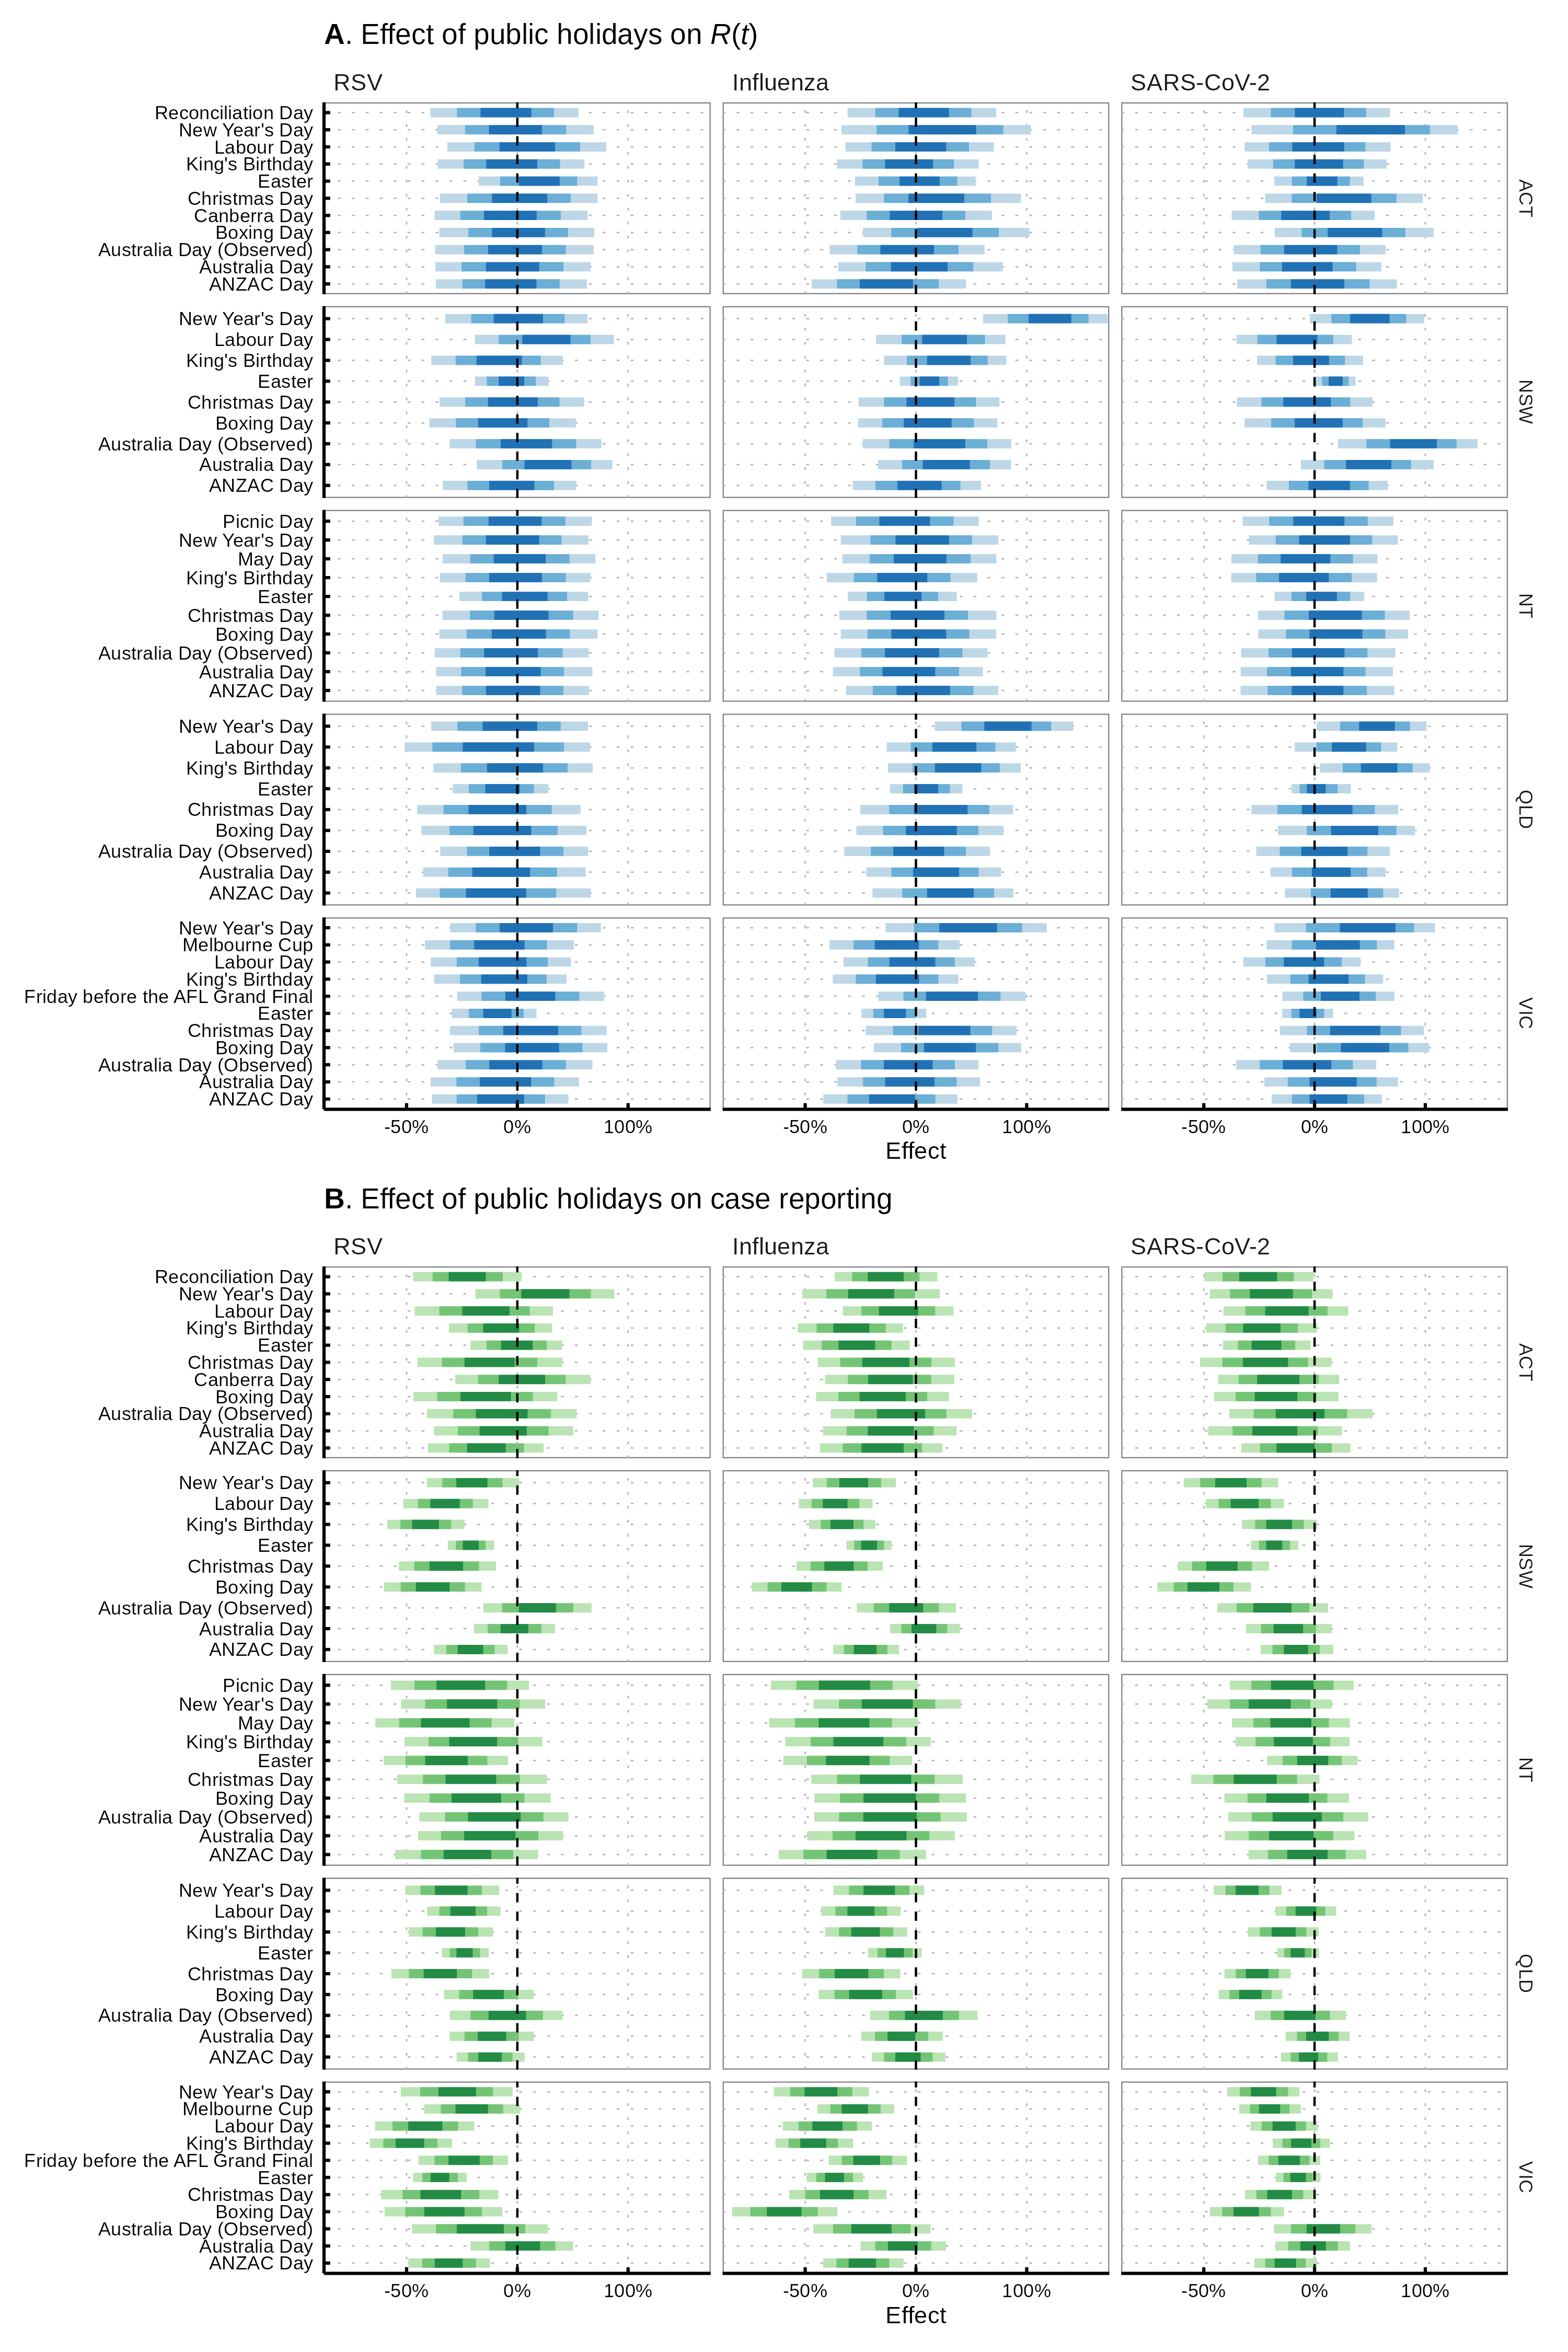 A. Effect of public holidays on R(t)
RSV
Influenza
SARS-CoV-2
Reconciliation Day
New Year's Day
Labour Day
King's Birthday
Easter
Christmas Day
Canberra Day
Boxing Day
Australia Day (Observed)
Australia Day
ANZAC Day
ACT
New Year's Day
Labour Day
King's Birthday
Easter
Christmas Day
Boxing Day
Australia Day (Observed)
Australia Day
ANZAC Day
NSW
Picnic Day
New Year's Day
May Day
King's Birthday
Easter
Christmas Day
Boxing Day
Australia Day (Observed)
Australia Day
ANZAC Day
NT
New Year's Day
Labour Day
King's Birthday
Easter
Christmas Day
Boxing Day
Australia Day (Observed)
Australia Day
ANZAC Day
QLD
New Year's Day
Melbourne Cup
Labour Day
King's Birthday
Friday before the AFL Grand Final
Easter
Christmas Day
Boxing Day
Australia Day (Observed)
Australia Day
ANZAC Day
VIC
-50% 0% 100%
-50% 0% 100%
-50% 0% 100%
Effect
B. Effect of public holidays on case reporting
RSV
Influenza
SARS-CoV-2
Reconciliation Day
New Year's Day
Labour Day
King's Birthday
Easter
Christmas Day
Canberra Day
Boxing Day
Australia Day (Observed)
Australia Day
ANZAC Day
ACT
New Year's Day
Labour Day
King's Birthday
Easter
Christmas Day
Boxing Day
Australia Day (Observed)
Australia Day
ANZAC Day
NSW
Picnic Day
New Year's Day
May Day
King's Birthday
Easter
Christmas Day
Boxing Day
Australia Day (Observed)
Australia Day
ANZAC Day
NT
New Year's Day
Labour Day
King's Birthday
Easter
Christmas Day
Boxing Day
Australia Day (Observed)
Australia Day
ANZAC Day
QLD
New Year's Day
Melbourne Cup
Labour Day
King's Birthday
Friday before the AFL Grand Final
Easter
Christmas Day
Boxing Day
Australia Day (Observed)
Australia Day
ANZAC Day
VIC
-50% 0% 100%
-50% 0% 100%
-50% 0% 100%
Effect